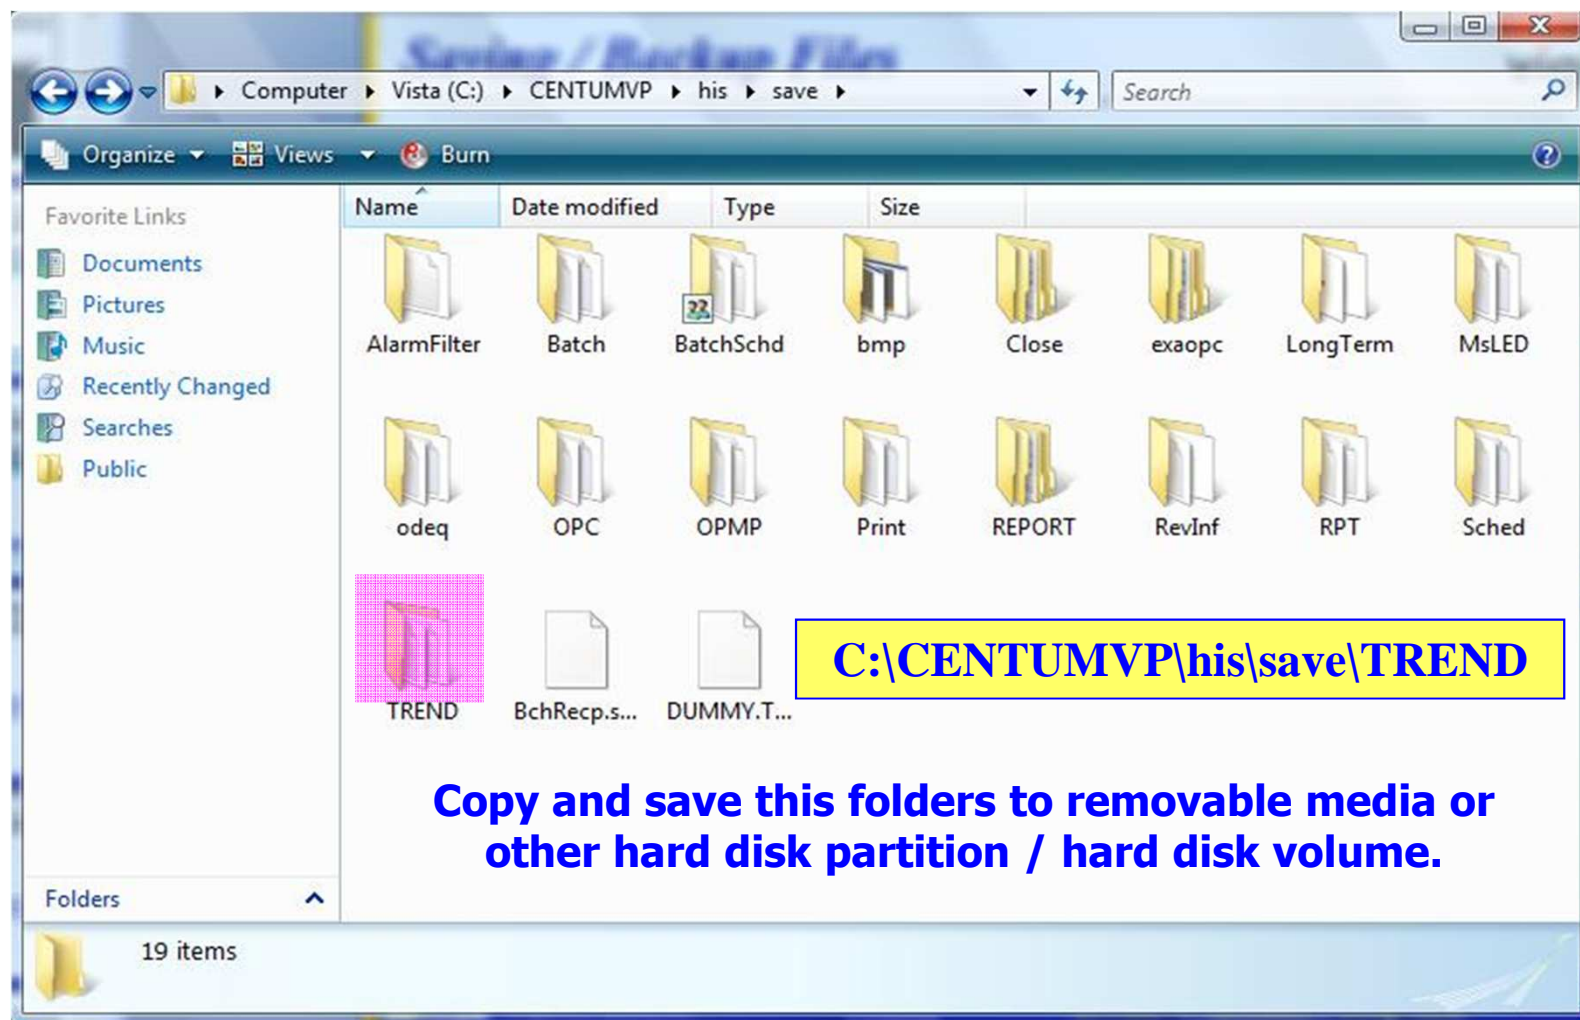 Saving / Backup Files
Computer Vista (C:) CENTUMVP his save
Search
Organize Views Burn
Favorite Links
Documents
Pictures
Music
Recently Changed
Searches
Public
Name Date modified Type Size
AlarmFilter Batch BatchSchd bmp Close exaopc LongTerm MsLED
odeq OPC OPMP Print REPORT RevInf RPT Sched
TREND BchRecp.s... DUMMY.T...
C:\CENTUMVP\his\save\TREND
Copy and save this folders to removable media or
other hard disk partition / hard disk volume.
Folders
19 items